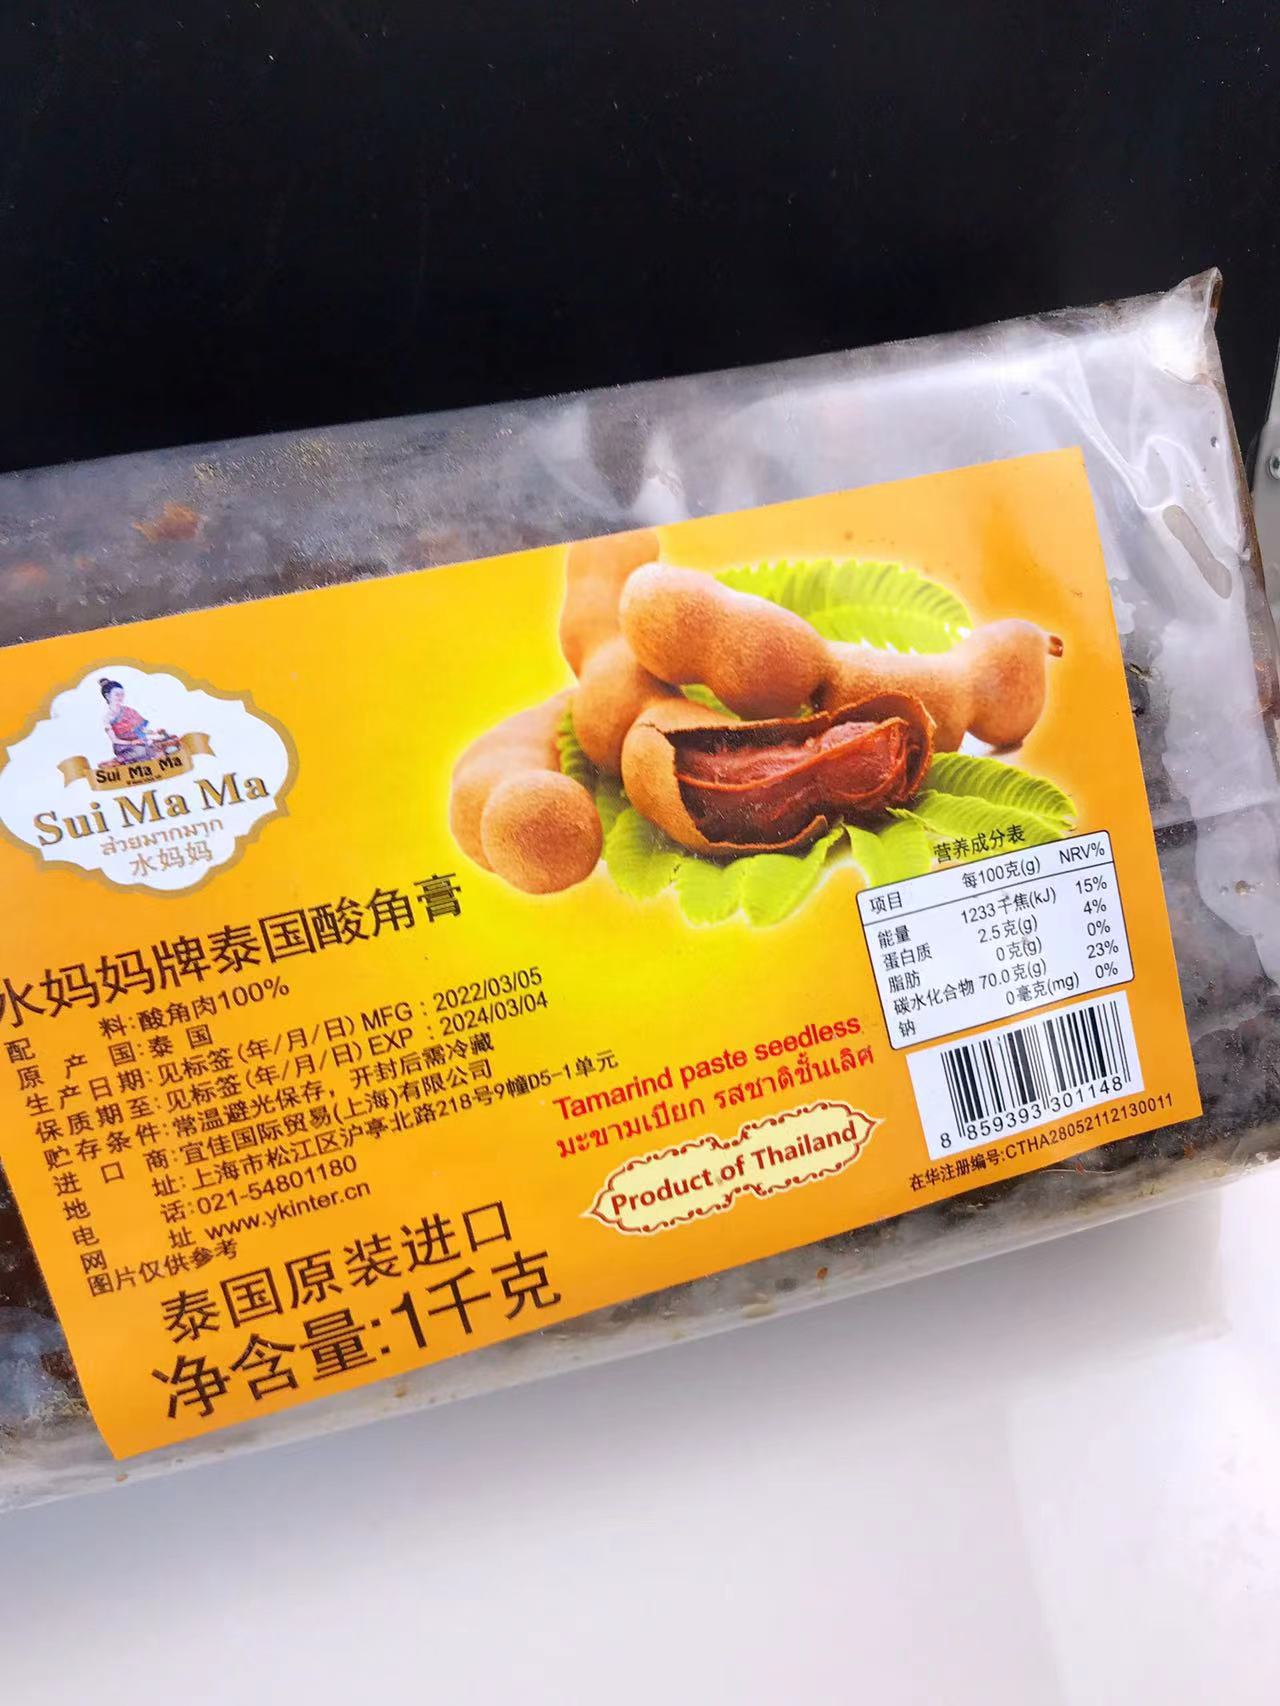 Sui Ma Ma
Sui Ma Ma
ส่วยมากมาก
水妈妈
水妈妈牌泰国酸角膏
配料:酸角肉100%
原产国:泰国
生产日期:见标签(年/月/日) MFG : 2022/03/05
保质期至:见标签(年/月/日) EXP : 2024/03/04
贮存条件:常温避光保存，开封后需冷藏
进口商:宜佳国际贸易(上海)有限公司
地址:上海市松江区沪亭北路218号9幢D5-1单元
电话:021-54801180
网址 www.ykinter.cn
图片仅供参考
泰国原装进口
净含量:1千克
Tamarind paste seedless
มะขามเปียก รสชาติชั้นเลิศ
Product of Thailand
营养成分表
项目 每100克(g) NRV%
能量 1233千焦(kJ) 15%
蛋白质 2.5克(g) 4%
脂肪 0克(g) 0%
碳水化合物 70.0克(g) 23%
钠 0毫克(mg) 0%
8 859393 301148
在华注册编号:CTHA28052112130011